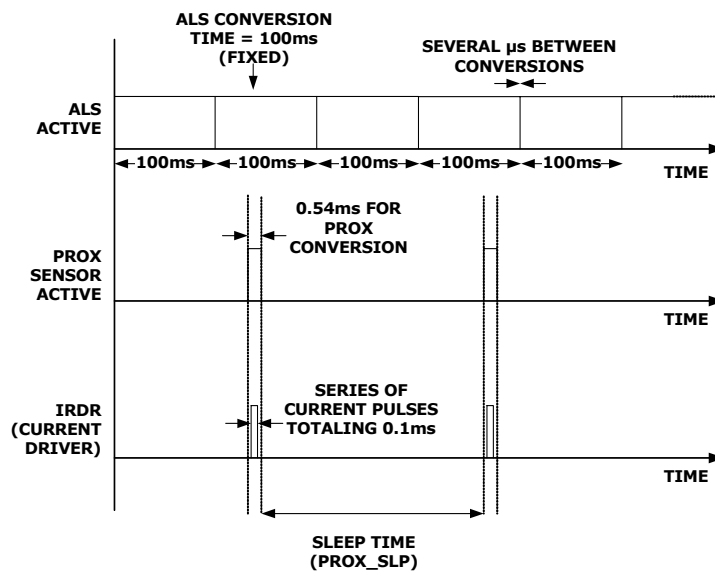 ALS CONVERSION
TIME = 100ms
(FIXED)
SEVERAL µs BETWEEN
CONVERSIONS
ALS
ACTIVE
100ms
100ms
100ms
100ms
100ms
TIME
0.54ms FOR
PROX
CONVERSION
PROX
SENSOR
ACTIVE
TIME
SERIES OF
CURRENT PULSES
TOTALING 0.1ms
IRDR
(CURRENT
DRIVER)
TIME
SLEEP TIME
(PROX_SLP)